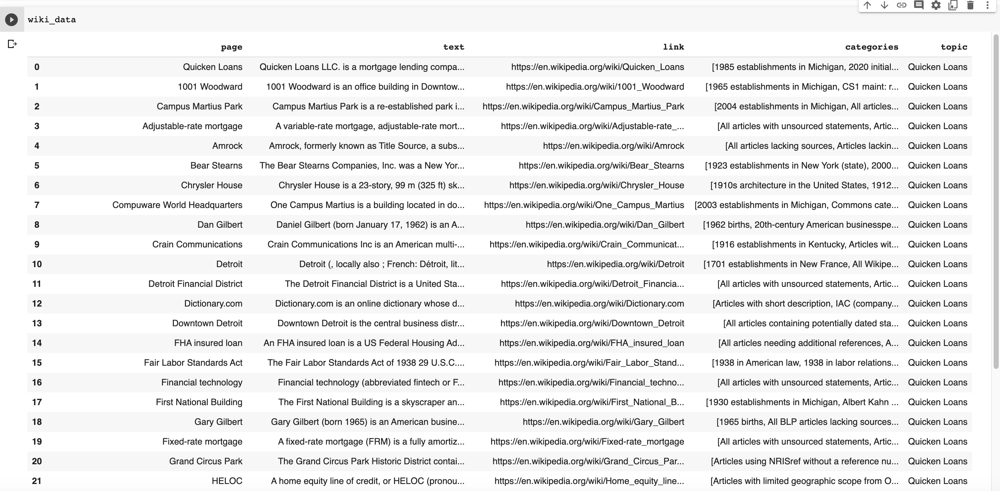 wiki_data
page text link categories topic
0 Quicken Loans Quicken Loans LLC. is a mortgage lending compa... https://en.wikipedia.org/wiki/Quicken_Loans [1985 establishments in Michigan, 2020 initial... Quicken Loans
1 1001 Woodward 1001 Woodward is an office building in Downtow... https://en.wikipedia.org/wiki/1001_Woodward [1965 establishments in Michigan, CS1 maint: r... Quicken Loans
2 Campus Martius Park Campus Martius Park is a re-established park i... https://en.wikipedia.org/wiki/Campus_Martius_Park [2004 establishments in Michigan, All articles... Quicken Loans
3 Adjustable-rate mortgage A variable-rate mortgage, adjustable-rate mort... https://en.wikipedia.org/wiki/Adjustable-rate_... [All articles with unsourced statements, Artic... Quicken Loans
4 Amrock Amrock, formerly known as Title Source, a subs... https://en.wikipedia.org/wiki/Amrock [All articles lacking sources, Articles lackin... Quicken Loans
5 Bear Stearns The Bear Stearns Companies, Inc. was a New Yor... https://en.wikipedia.org/wiki/Bear_Stearns [1923 establishments in New York (state), 2000... Quicken Loans
6 Chrysler House Chrysler House is a 23-story, 99 m (325 ft) sk... https://en.wikipedia.org/wiki/Chrysler_House [1910s architecture in the United States, 1912... Quicken Loans
7 Compuware World Headquarters One Campus Martius is a building located in do... https://en.wikipedia.org/wiki/One_Campus_Martius [2003 establishments in Michigan, Commons cate... Quicken Loans
8 Dan Gilbert Daniel Gilbert (born January 17, 1962) is an A... https://en.wikipedia.org/wiki/Dan_Gilbert [1962 births, 20th-century American businesspe... Quicken Loans
9 Crain Communications Crain Communications Inc is an American multi-... https://en.wikipedia.org/wiki/Crain_Communicat... [1916 establishments in Kentucky, Articles wit... Quicken Loans
10 Detroit Detroit (, locally also ; French: Détroit, lit... https://en.wikipedia.org/wiki/Detroit [1701 establishments in New France, All Wikipe... Quicken Loans
11 Detroit Financial District The Detroit Financial District is a United Sta... https://en.wikipedia.org/wiki/Detroit_Financia... [All articles with unsourced statements, Artic... Quicken Loans
12 Dictionary.com Dictionary.com is an online dictionary whose d... https://en.wikipedia.org/wiki/Dictionary.com [Articles with short description, IAC (company... Quicken Loans
13 Downtown Detroit Downtown Detroit is the central business distr... https://en.wikipedia.org/wiki/Downtown_Detroit [All articles containing potentially dated sta... Quicken Loans
14 FHA insured loan An FHA insured loan is a US Federal Housing Ad... https://en.wikipedia.org/wiki/FHA_insured_loan [All articles needing additional references, A... Quicken Loans
15 Fair Labor Standards Act The Fair Labor Standards Act of 1938 29 U.S.C.... https://en.wikipedia.org/wiki/Fair_Labor_Stand... [1938 in American law, 1938 in labor relations... Quicken Loans
16 Financial technology Financial technology (abbreviated fintech or F... https://en.wikipedia.org/wiki/Financial_techno... [All articles with unsourced statements, Artic... Quicken Loans
17 First National Building The First National Building is a skyscraper an... https://en.wikipedia.org/wiki/First_National_B... [1930 establishments in Michigan, Albert Kahn ... Quicken Loans
18 Gary Gilbert Gary Gilbert (born 1965) is an American busine... https://en.wikipedia.org/wiki/Gary_Gilbert [1965 births, All BLP articles lacking sources... Quicken Loans
19 Fixed-rate mortgage A fixed-rate mortgage (FRM) is a fully amortiz... https://en.wikipedia.org/wiki/Fixed-rate_mortgage [All articles with unsourced statements, Artic... Quicken Loans
20 Grand Circus Park The Grand Circus Park Historic District contai... https://en.wikipedia.org/wiki/Grand_Circus_Par... [Articles using NRISref without a reference nu... Quicken Loans
21 HELOC A home equity line of credit, or HELOC (pronou... https://en.wikipedia.org/wiki/Home_equity_line... [Articles with limited geographic scope from O... Quicken Loans